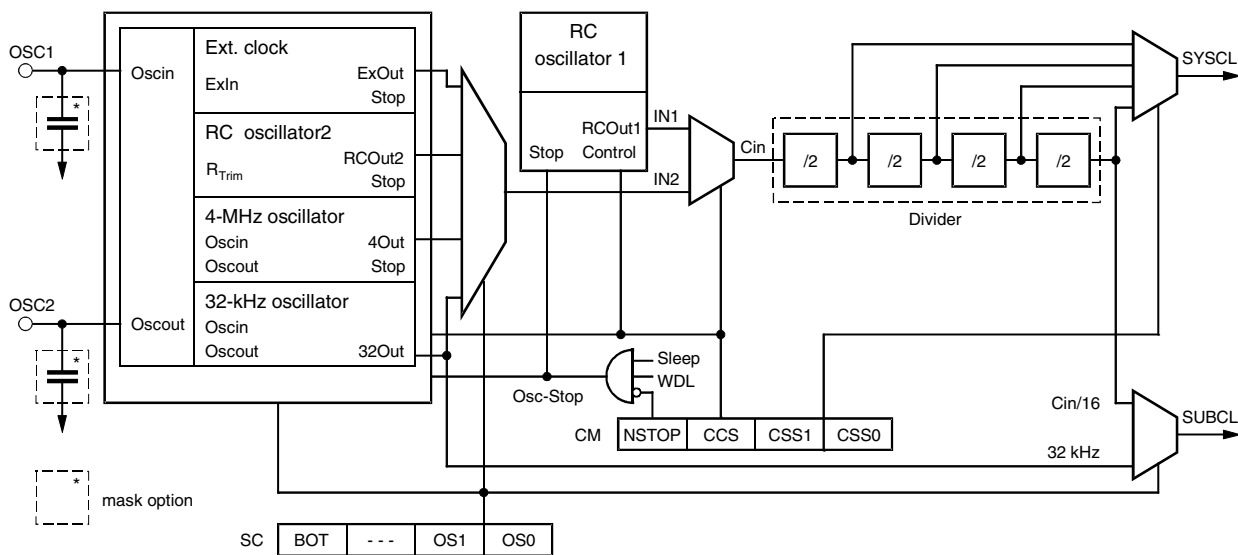 OSC1
Oscin
*
Ext. clock
ExIn
ExOut
Stop
RC oscillator2
RTrim
RCOut2
Stop
4-MHz oscillator
Oscin
Oscout
4Out
Stop
OSC2
Oscout
*
32-kHz oscillator
Oscin
Oscout
32Out
RC
oscillator 1
RCOut1
Stop
Control
IN1
IN2
Cin
/2
/2
/2
/2
Divider
SYSCL
Sleep
WDL
Osc-Stop
CM
NSTOP
CCS
CSS1
CSS0
Cin/16
32 kHz
SUBCL
*
mask option
SC
BOT
- - -
OS1
OS0